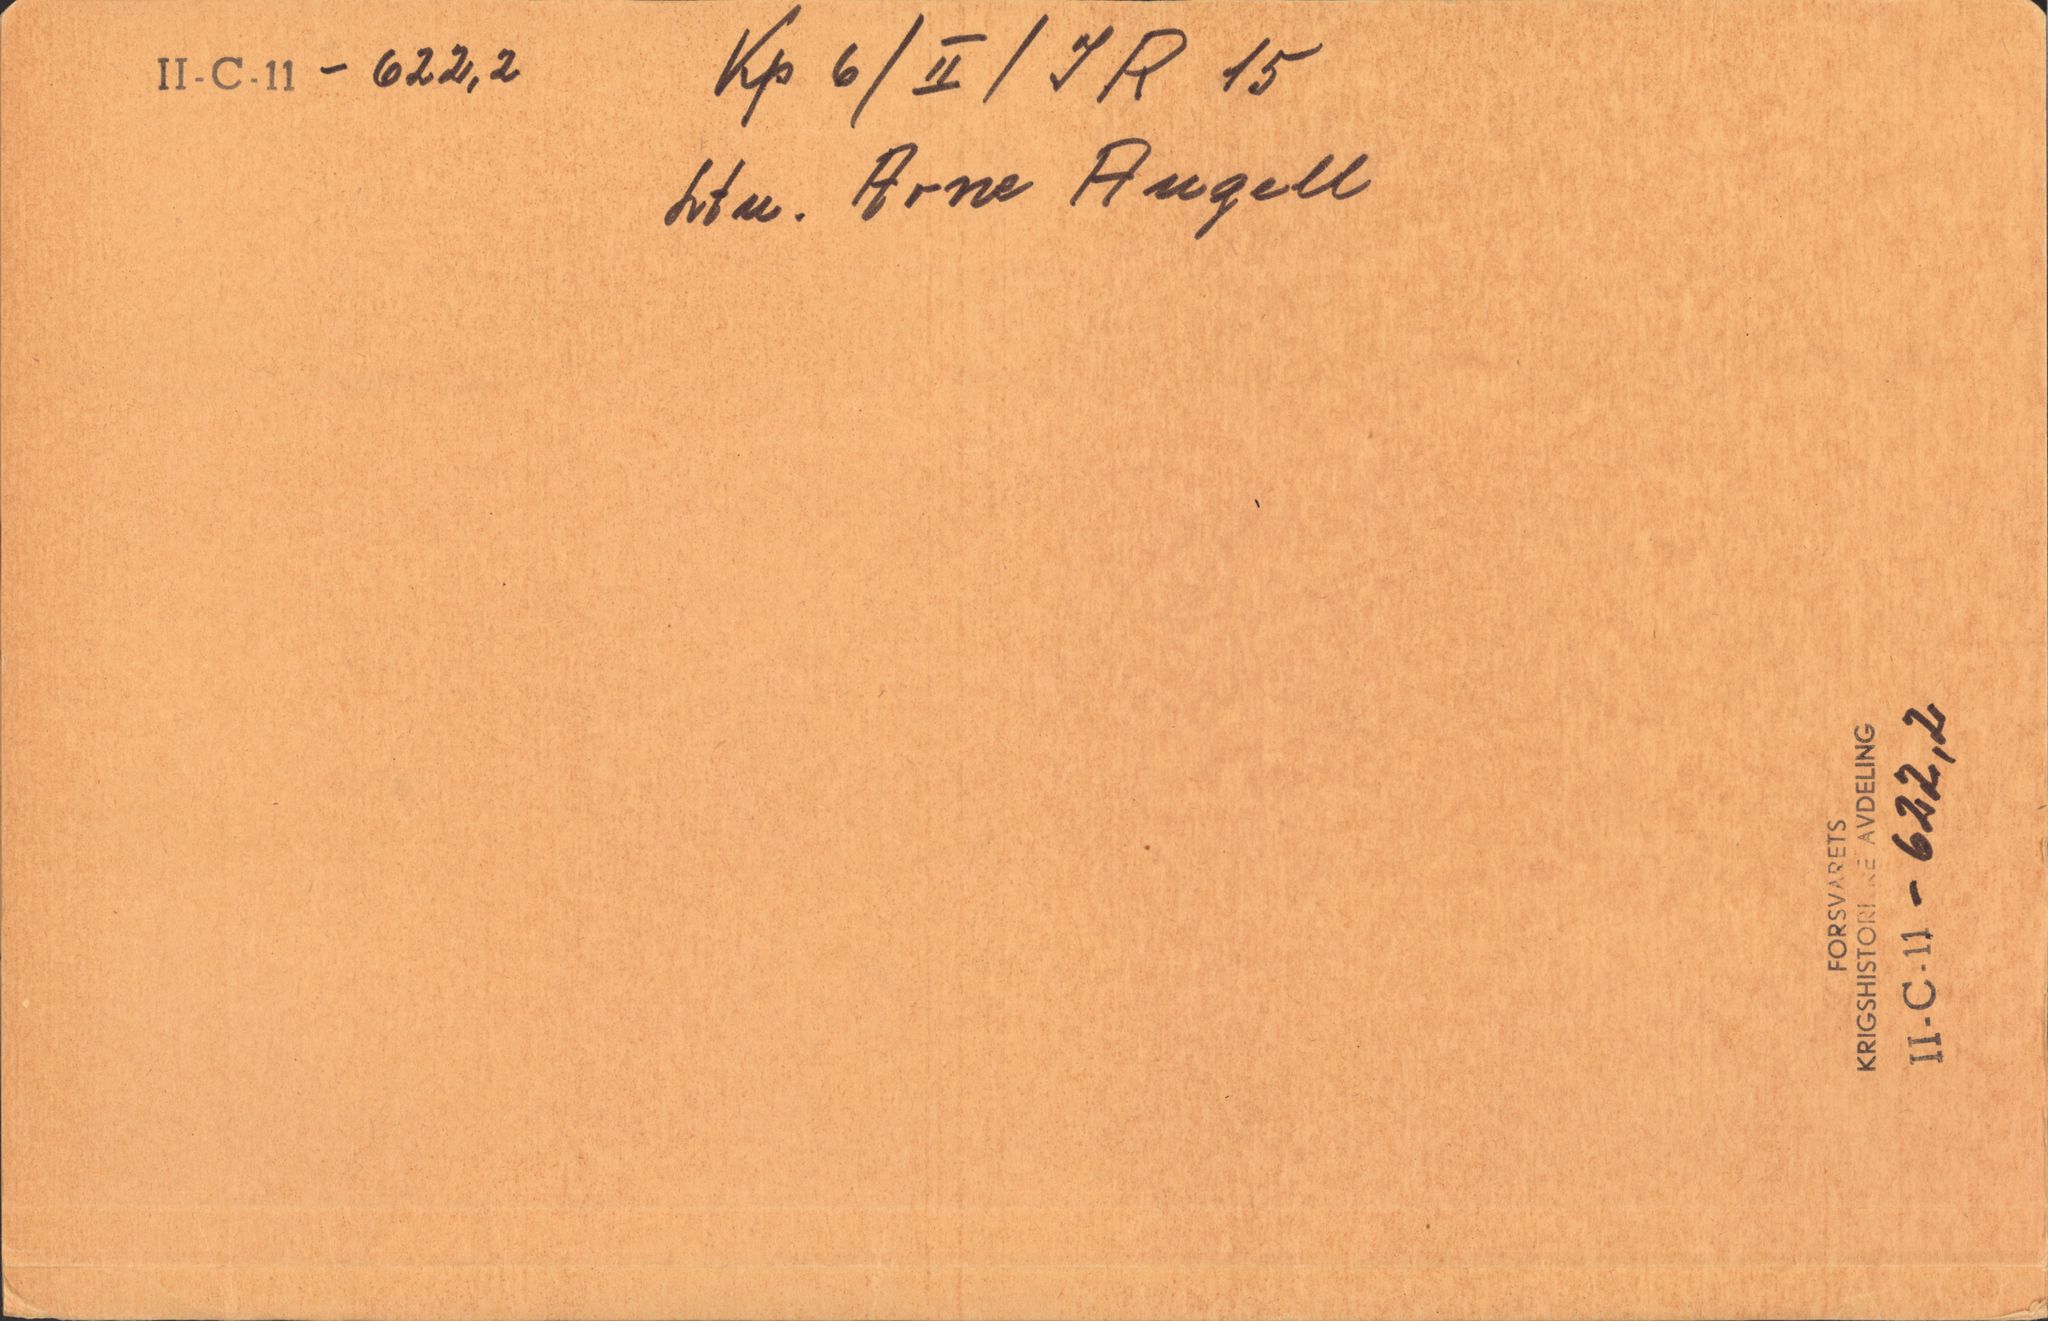 II-C-11 - 622,2
Kp 6/II/IR 15
Ltn. Arne Angell
FORSVARETS
KRIGSHISTORISKE AVDELING
II-C-11 - 622,2